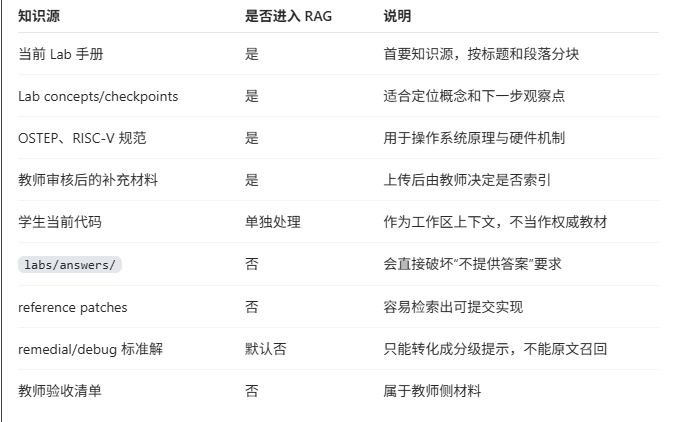 知识源 是否进入 RAG 说明
当前 Lab 手册 是 首要知识源，按标题和段落分块
Lab concepts/checkpoints 是 适合定位概念和下一步观察点
OSTEP、RISC-V 规范 是 用于操作系统原理与硬件机制
教师审核后的补充材料 是 上传后由教师决定是否索引
学生当前代码 单独处理 作为工作区上下文，不当作权威教材
labs/answers/ 否 会直接破坏“不提供答案”要求
reference patches 否 容易检索出可提交实现
remedial/debug 标准解 默认否 只能转化成分级提示，不能原文召回
教师验收清单 否 属于教师侧材料